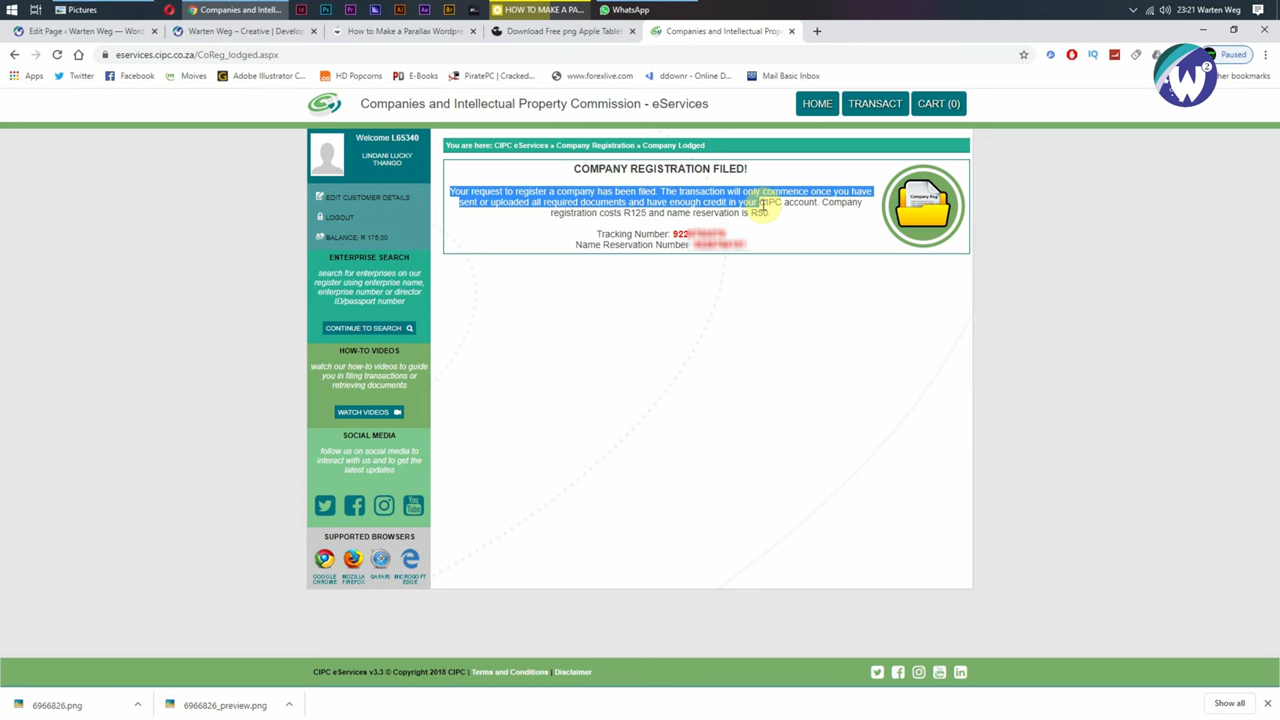 Pictures
Companies and Intell...
HOW TO MAKE A PA...
WhatsApp
23:21 Warten Weg
Edit Page ‹ Warten Weg — Word
Warten Weg – Creative | Develop
How to Make a Parallax Wordpres
Download Free png Apple Tablet
Companies and Intellectual Prop
eservices.cipc.co.za/CoReg_lodged.aspx
Paused
Apps
Twitter
Facebook
Moives
Adobe Illustrator C...
HD Popcorns
E-Books
PiratePC | Cracked...
www.forexlive.com
ddownr - Online D...
Mail Basic Inbox
her bookmarks
W 2
Companies and Intellectual Property Commission - eServices
HOME
TRANSACT
CART (0)
Welcome L65340
LINDANI LUCKY
THANGO
EDIT CUSTOMER DETAILS
LOGOUT
BALANCE: R 175,00
ENTERPRISE SEARCH
search for enterprises on our
register using enterprise name,
enterprise number or director
ID/passport number
CONTINUE TO SEARCH
HOW-TO VIDEOS
watch our how-to videos to guide
you in filing transactions or
retrieving documents
WATCH VIDEOS
SOCIAL MEDIA
follow us on social media to
interact with us and to get the
latest updates
You Tube
SUPPORTED BROWSERS
GOOGLE CHROME
MOZILLA FIREFOX
SAFARI
MICROSOFT EDGE
You are here: CIPC eServices » Company Registration » Company Lodged
COMPANY REGISTRATION FILED!
Your request to register a company has been filed. The transaction will only commence once you have
sent or uploaded all required documents and have enough credit in your CIPC account. Company
registration costs R125 and name reservation is R50.
Tracking Number: 922
Name Reservation Number
Company Reg
CIPC eServices v3.3 © Copyright 2018 CIPC | Terms and Conditions | Disclaimer
6966826.png
6966826_preview.png
Show all